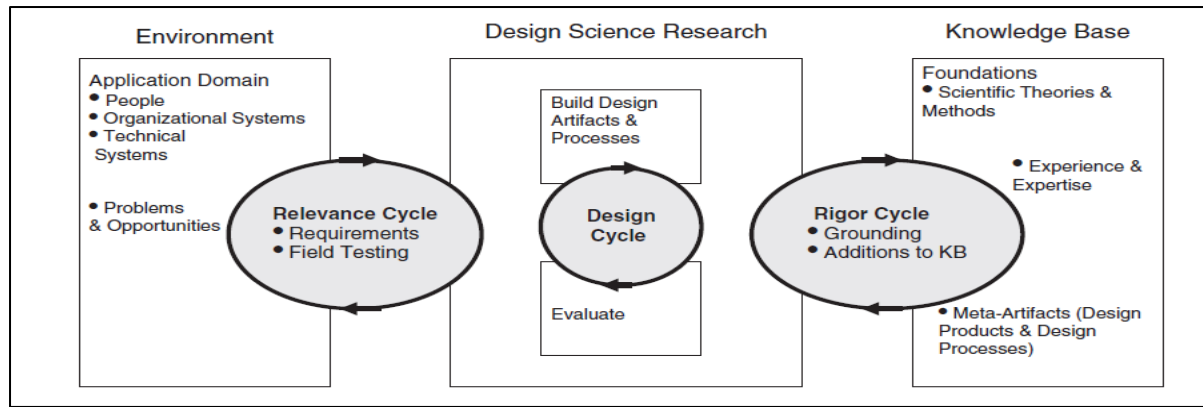 Environment
Design Science Research
Knowledge Base
Application Domain
• People
• Organizational Systems
• Technical
Systems
• Problems
& Opportunities
Relevance Cycle
• Requirements
• Field Testing
Build Design
Artifacts &
Processes
Design
Cycle
Evaluate
Rigor Cycle
• Grounding
• Additions to KB
Foundations
• Scientific Theories &
Methods
• Experience &
Expertise
• Meta-Artifacts (Design
Products & Design
Processes)